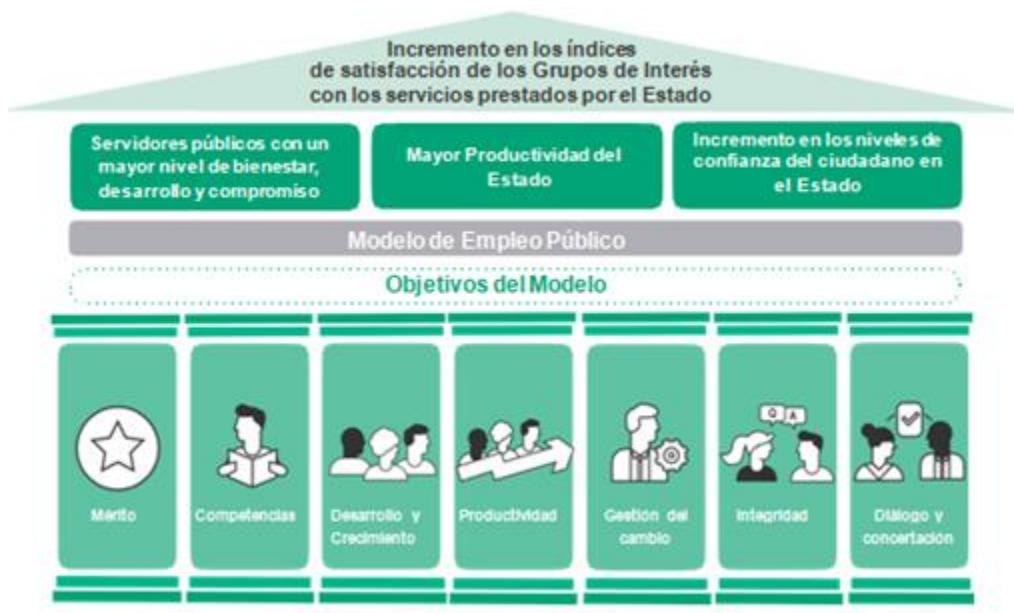 Incremento en los índices
de satisfacción de los Grupos de Interés
con los servicios prestados por el Estado
Servidores públicos con un
mayor nivel de bienestar,
desarrollo y compromiso
Mayor Productividad del
Estado
Incremento en los niveles de
confianza del ciudadano en
el Estado
Modelo de Empleo Público
Objetivos del Modelo
Q A
Mérito
Competencias
Desarrollo y
Crecimiento
Productividad
Gestión del
cambio
Integridad
Diálogo y
concertación